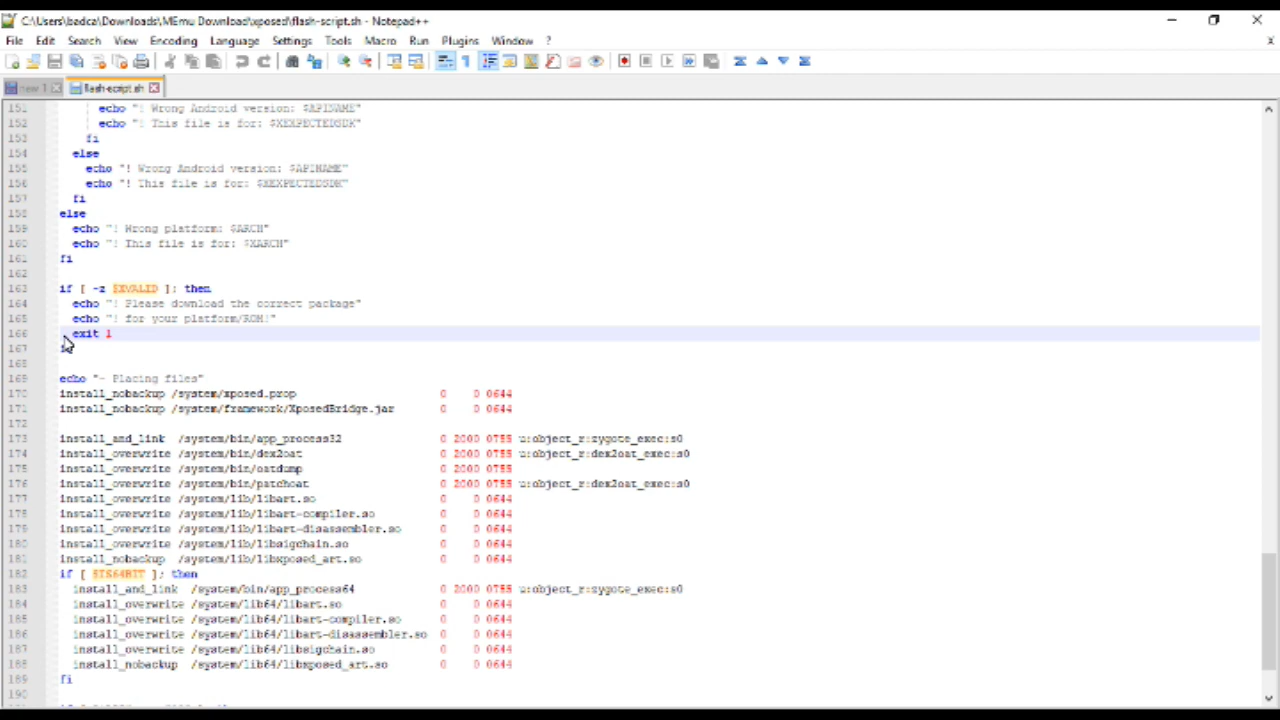 C:\Users\badca\Downloads\MEmu Download\xposed\flash-script.sh - Notepad++
File Edit Search View Encoding Language Settings Tools Macro Run Plugins Window ? X
new 1 flash-script.sh
151 echo "! Wrong Android version: $APINAME"
152 echo "! This file is for: $XEXPECTEDSDK"
153 fi
154 else
155 echo "! Wrong Android version: $APINAME"
156 echo "! This file is for: $XEXPECTEDSDK"
157 fi
158 else
159 echo "! Wrong platform: $ARCH"
160 echo "! This file is for: $XARCH"
161 fi
162
163 if [ -z $XVALID ]; then
164 echo "! Please download the correct package"
165 echo "! for your platform/ROM!"
166 exit 1
167
168
169 echo "- Placing files"
170 install_nobackup /system/xposed.prop 0 0 0644
171 install_nobackup /system/framework/XposedBridge.jar 0 0 0644
172
173 install_and_link /system/bin/app_process32 0 2000 0755 u:object_r:zygote_exec:s0
174 install_overwrite /system/bin/dex2oat 0 2000 0755 u:object_r:dex2oat_exec:s0
175 install_overwrite /system/bin/oatdump 0 2000 0755
176 install_overwrite /system/bin/patchoat 0 2000 0755 u:object_r:dex2oat_exec:s0
177 install_overwrite /system/lib/libart.so 0 0 0644
178 install_overwrite /system/lib/libart-compiler.so 0 0 0644
179 install_overwrite /system/lib/libart-disassembler.so 0 0 0644
180 install_overwrite /system/lib/libsigchain.so 0 0 0644
181 install_nobackup /system/lib/libxposed_art.so 0 0 0644
182 if [ $IS64BIT ]; then
183 install_and_link /system/bin/app_process64 0 2000 0755 u:object_r:zygote_exec:s0
184 install_overwrite /system/lib64/libart.so 0 0 0644
185 install_overwrite /system/lib64/libart-compiler.so 0 0 0644
186 install_overwrite /system/lib64/libart-disassembler.so 0 0 0644
187 install_overwrite /system/lib64/libsigchain.so 0 0 0644
188 install_nobackup /system/lib64/libxposed_art.so 0 0 0644
189 fi
190